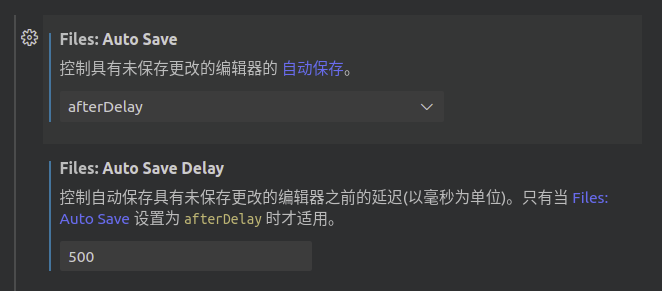 Files: Auto Save
控制具有未保存更改的编辑器的 自动保存。
afterDelay
Files: Auto Save Delay
控制自动保存具有未保存更改的编辑器之前的延迟(以毫秒为单位)。只有当 Files:
Auto Save 设置为 afterDelay 时才适用。
500